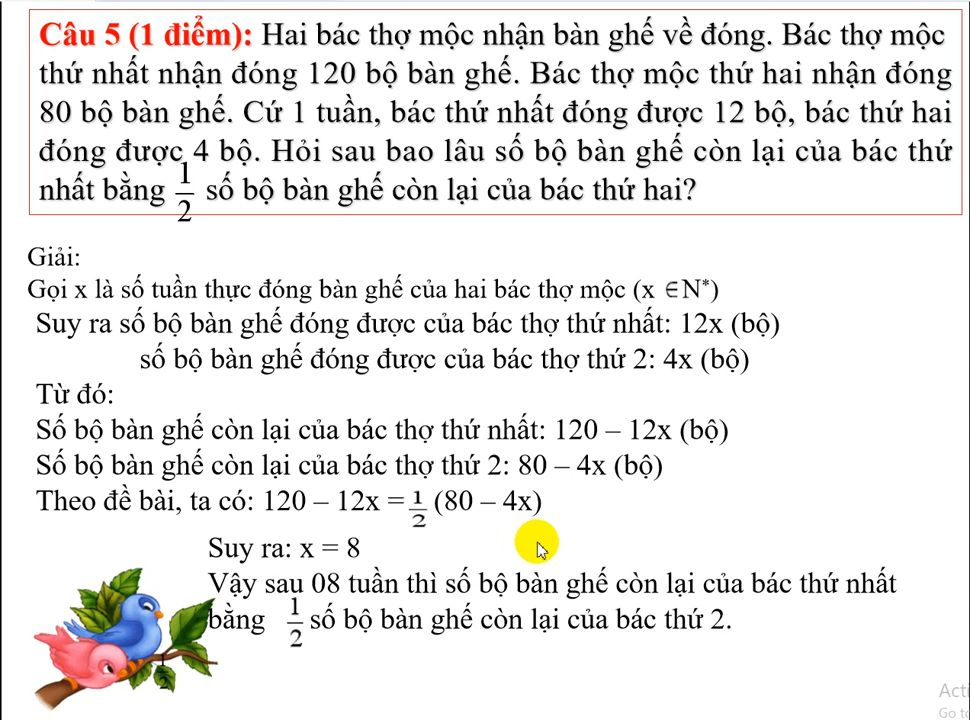 Câu 5 (1 điểm): Hai bác thợ mộc nhận bàn ghế về đóng. Bác thợ mộc
thứ nhất nhận đóng 120 bộ bàn ghế. Bác thợ mộc thứ hai nhận đóng
80 bộ bàn ghế. Cứ 1 tuần, bác thứ nhất đóng được 12 bộ, bác thứ hai
đóng được 4 bộ. Hỏi sau bao lâu số bộ bàn ghế còn lại của bác thứ
nhất bằng 1/2 số bộ bàn ghế còn lại của bác thứ hai?
Giải:
Gọi x là số tuần thực đóng bàn ghế của hai bác thợ mộc (x ∈ N*)
Suy ra số bộ bàn ghế đóng được của bác thợ thứ nhất: 12x (bộ)
số bộ bàn ghế đóng được của bác thợ thứ 2: 4x (bộ)
Từ đó:
Số bộ bàn ghế còn lại của bác thợ thứ nhất: 120 – 12x (bộ)
Số bộ bàn ghế còn lại của bác thợ thứ 2: 80 – 4x (bộ)
Theo đề bài, ta có: 120 – 12x = 1/2 (80 – 4x)
Suy ra: x = 8
Vậy sau 08 tuần thì số bộ bàn ghế còn lại của bác thứ nhất
bằng 1/2 số bộ bàn ghế còn lại của bác thứ 2.
1/2
Acti
Go to